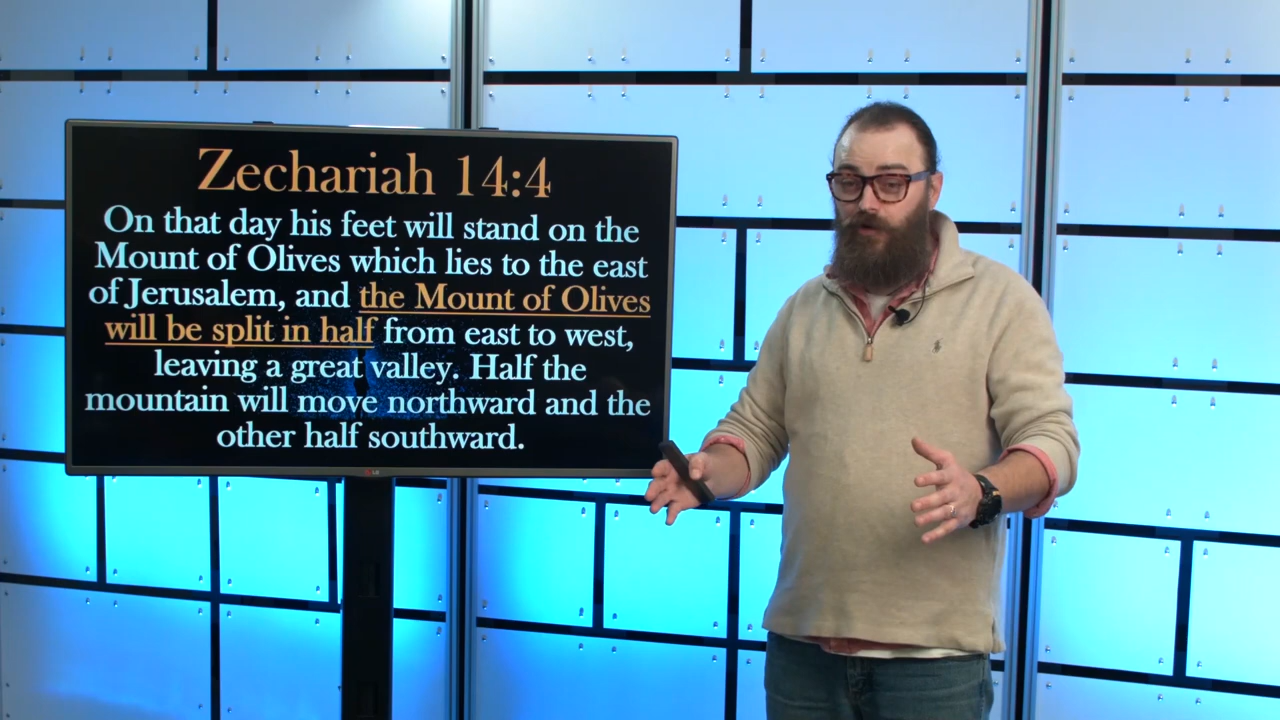 Zechariah 14:4
On that day his feet will stand on the
Mount of Olives which lies to the east
of Jerusalem, and the Mount of Olives
will be split in half from east to west,
leaving a great valley. Half the
mountain will move northward and the
other half southward.
LG